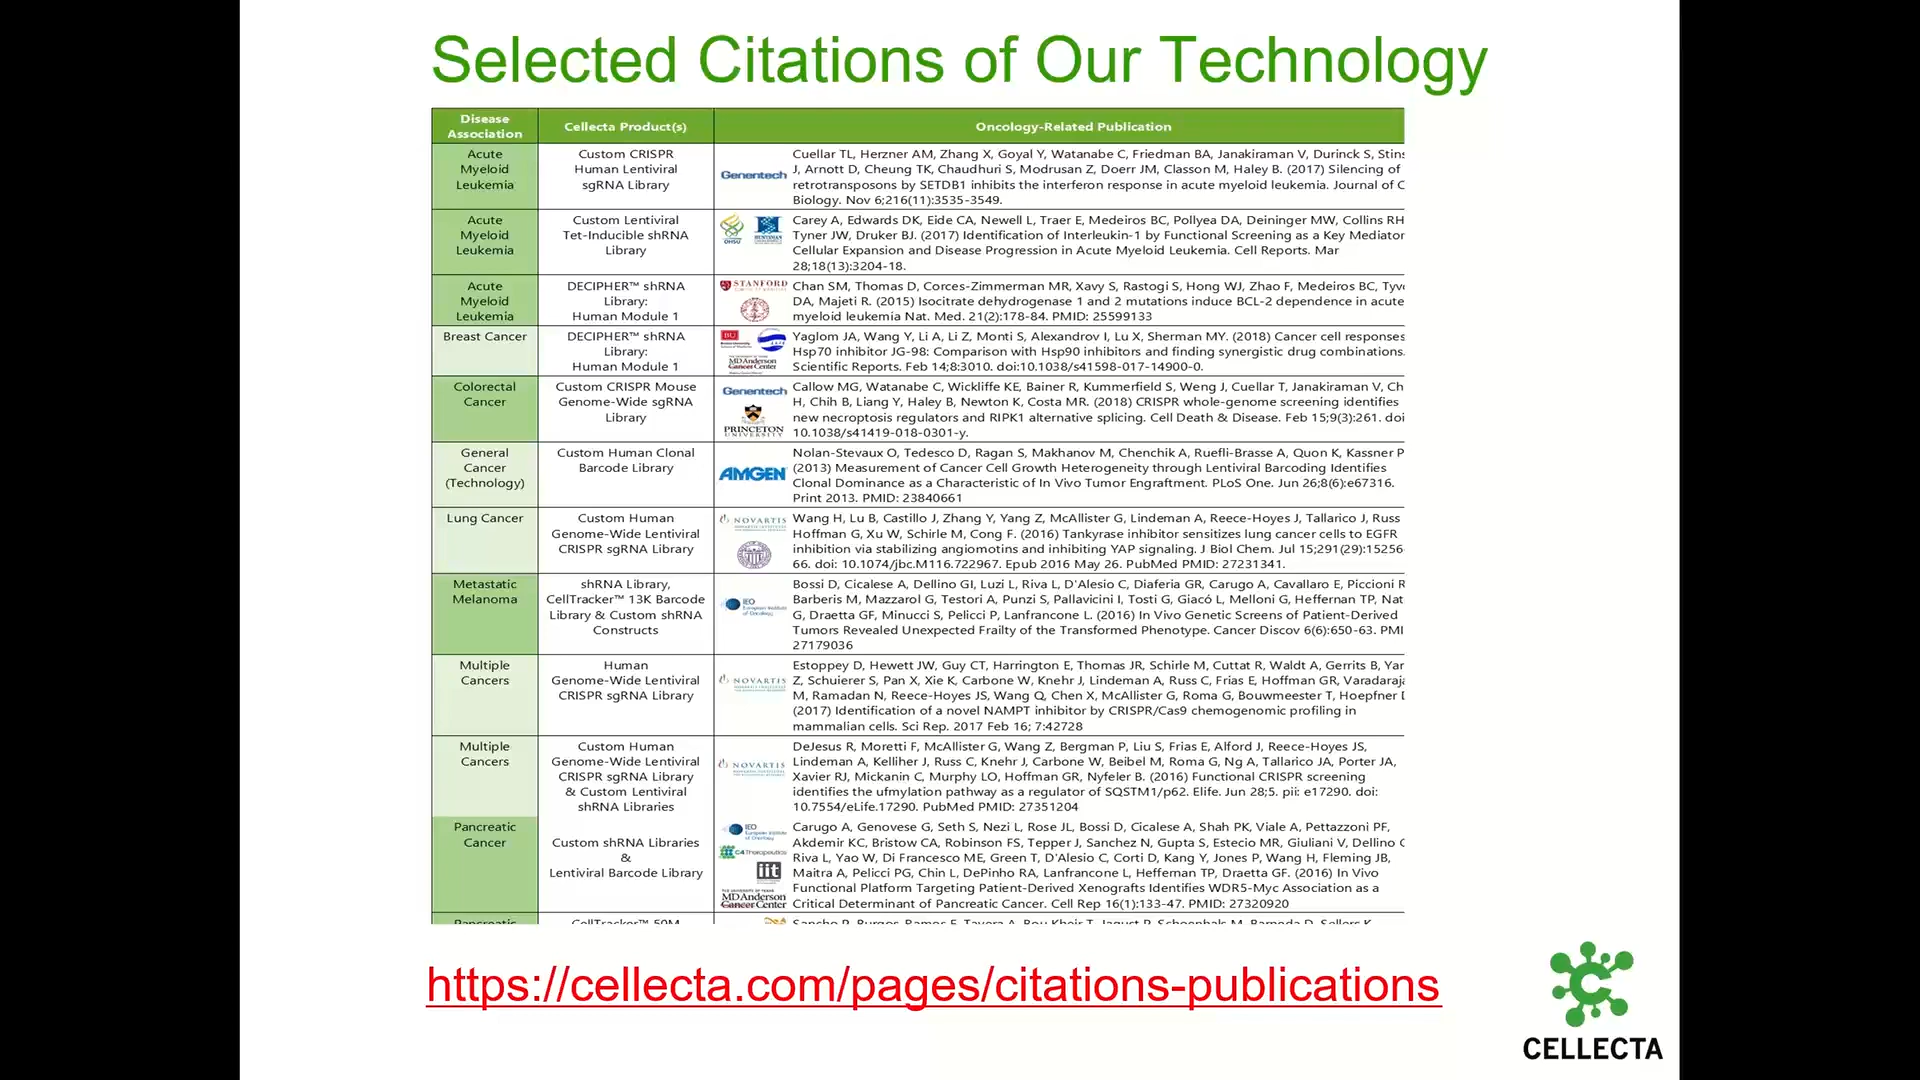 Selected Citations of Our Technology
Disease
Association
Cellecta Product(s)
Oncology-Related Publication
Acute
Myeloid
Leukemia
Custom CRISPR
Human Lentiviral
sgRNA Library
Genentech
Cuellar TL, Herzner AM, Zhang X, Goyal Y, Watanabe C, Friedman BA, Janakiraman V, Durinck S, Stins
J, Arnott D, Cheung TK, Chaudhuri S, Modrusan Z, Doerr JM, Classon M, Haley B. (2017) Silencing of
retrotransposons by SETDB1 inhibits the interferon response in acute myeloid leukemia. Journal of C
Biology. Nov 6;216(11):3535-3549.
Acute
Myeloid
Leukemia
Custom Lentiviral
Tet-Inducible shRNA
Library
OHSU
HUNTSMAN
Carey A, Edwards DK, Eide CA, Newell L, Traer E, Medeiros BC, Pollyea DA, Deininger MW, Collins RH
Tyner JW, Druker BJ. (2017) Identification of Interleukin-1 by Functional Screening as a Key Mediator
Cellular Expansion and Disease Progression in Acute Myeloid Leukemia. Cell Reports. Mar
28;18(13):3204-18.
Acute
Myeloid
Leukemia
DECIPHER™ shRNA
Library:
Human Module 1
STANFORD
Chan SM, Thomas D, Corces-Zimmerman MR, Xavy S, Rastogi S, Hong WJ, Zhao F, Medeiros BC, Tyvo
DA, Majeti R. (2015) Isocitrate dehydrogenase 1 and 2 mutations induce BCL-2 dependence in acute
myeloid leukemia Nat. Med. 21(2):178-84. PMID: 25599133
Breast Cancer
DECIPHER™ shRNA
Library:
Human Module 1
BU
MD Anderson
Cancer Center
Yaglom JA, Wang Y, Li A, Li Z, Monti S, Alexandrov I, Lu X, Sherman MY. (2018) Cancer cell responses
Hsp70 inhibitor JG-98: Comparison with Hsp90 inhibitors and finding synergistic drug combinations.
Scientific Reports. Feb 14;8:3010. doi:10.1038/s41598-017-14900-0.
Colorectal
Cancer
Custom CRISPR Mouse
Genome-Wide sgRNA
Library
Genentech
PRINCETON
UNIVERSITY
Callow MG, Watanabe C, Wickliffe KE, Bainer R, Kummerfield S, Weng J, Cuellar T, Janakiraman V, Ch
H, Chih B, Liang Y, Haley B, Newton K, Costa MR. (2018) CRISPR whole-genome screening identifies
new necroptosis regulators and RIPK1 alternative splicing. Cell Death & Disease. Feb 15;9(3):261. doi
10.1038/s41419-018-0301-y.
General
Cancer
(Technology)
Custom Human Clonal
Barcode Library
AMGEN
Nolan-Stevaux O, Tedesco D, Ragan S, Makhanov M, Chenchik A, Ruefli-Brasse A, Quon K, Kassner P
(2013) Measurement of Cancer Cell Growth Heterogeneity through Lentiviral Barcoding Identifies
Clonal Dominance as a Characteristic of In Vivo Tumor Engraftment. PLoS One. Jun 26;8(6):e67316.
Print 2013. PMID: 23840661
Lung Cancer
Custom Human
Genome-Wide Lentiviral
CRISPR sgRNA Library
NOVARTIS
Wang H, Lu B, Castillo J, Zhang Y, Yang Z, McAllister G, Lindeman A, Reece-Hoyes J, Tallarico J, Russ
Hoffman G, Xu W, Schirle M, Cong F. (2016) Tankyrase inhibitor sensitizes lung cancer cells to EGFR
inhibition via stabilizing angiomotins and inhibiting YAP signaling. J Biol Chem. Jul 15;291(29):15256
66. doi: 10.1074/jbc.M116.722967. Epub 2016 May 26. PubMed PMID: 27231341.
Metastatic
Melanoma
shRNA Library,
CellTracker™ 13K Barcode
Library & Custom shRNA
Constructs
IEO
European Institute
of Oncology
Bossi D, Cicalese A, Dellino GI, Luzi L, Riva L, D'Alesio C, Diaferia GR, Carugo A, Cavallaro E, Piccioni R
Barberis M, Mazzarol G, Testori A, Punzi S, Pallavicini I, Tosti G, Giacó L, Melloni G, Heffernan TP, Nat
G, Draetta GF, Minucci S, Pelicci P, Lanfrancone L. (2016) In Vivo Genetic Screens of Patient-Derived
Tumors Revealed Unexpected Frailty of the Transformed Phenotype. Cancer Discov 6(6):650-63. PMI
27179036
Multiple
Cancers
Human
Genome-Wide Lentiviral
CRISPR sgRNA Library
NOVARTIS
Estoppey D, Hewett JW, Guy CT, Harrington E, Thomas JR, Schirle M, Cuttat R, Waldt A, Gerrits B, Yan
Z, Schuierer S, Pan X, Xie K, Carbone W, Knehr J, Lindeman A, Russ C, Frias E, Hoffman GR, Varadaraja
M, Ramadan N, Reece-Hoyes JS, Wang Q, Chen X, McAllister G, Roma G, Bouwmeester T, Hoepfner D
(2017) Identification of a novel NAMPT inhibitor by CRISPR/Cas9 chemogenomic profiling in
mammalian cells. Sci Rep. 2017 Feb 16; 7:42728
Multiple
Cancers
Custom Human
Genome-Wide Lentiviral
CRISPR sgRNA Library
& Custom Lentiviral
shRNA Libraries
NOVARTIS
DeJesus R, Moretti F, McAllister G, Wang Z, Bergman P, Liu S, Frias E, Alford J, Reece-Hoyes JS,
Lindeman A, Kelliher J, Russ C, Knehr J, Carbone W, Beibel M, Roma G, Ng A, Tallarico JA, Porter JA,
Xavier RJ, Mickanin C, Murphy LO, Hoffman GR, Nyfeler B. (2016) Functional CRISPR screening
identifies the ufmylation pathway as a regulator of SQSTM1/p62. Elife. Jun 28;5. pii: e17290. doi:
10.7554/eLife.17290. PubMed PMID: 27351204
Pancreatic
Cancer
Custom shRNA Libraries
&
Lentiviral Barcode Library
IEO
European Institute
of Oncology
C4 Therapeutics
iit
MD Anderson
Cancer Center
Carugo A, Genovese G, Seth S, Nezi L, Rose JL, Bossi D, Cicalese A, Shah PK, Viale A, Pettazzoni PF,
Akdemir KC, Bristow CA, Robinson FS, Tepper J, Sanchez N, Gupta S, Estecio MR, Giuliani V, Dellino G
Riva L, Yao W, Di Francesco ME, Green T, D'Alesio C, Corti D, Kang Y, Jones P, Wang H, Fleming JB,
Maitra A, Pelicci PG, Chin L, DePinho RA, Lanfrancone L, Heffernan TP, Draetta GF. (2016) In Vivo
Functional Platform Targeting Patient-Derived Xenografts Identifies WDR5-Myc Association as a
Critical Determinant of Pancreatic Cancer. Cell Rep 16(1):133-47. PMID: 27320920
Pancreatic
CellTracker™ 50M
https://cellecta.com/pages/citations-publications
CELLECTA